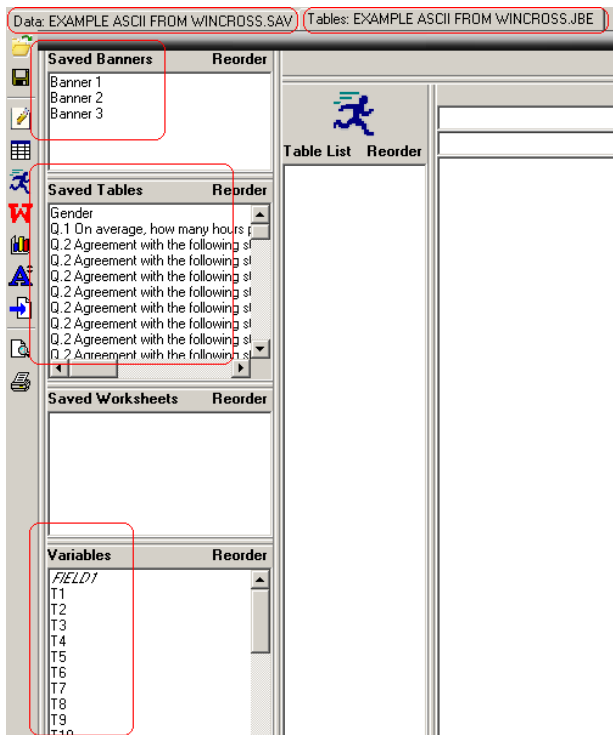 Data: EXAMPLE ASCII FROM WINCROSS.SAV
Tables: EXAMPLE ASCII FROM WINCROSS.JBE
Saved Banners Reorder
Banner 1
Banner 2
Banner 3
Saved Tables Reorder
Gender
Q.1 On average, how many hours
Q.2 Agreement with the following
Q.2 Agreement with the following
Q.2 Agreement with the following
Q.2 Agreement with the following
Q.2 Agreement with the following
Q.2 Agreement with the following
Q.2 Agreement with the following
Q.2 Agreement with the following
Saved Worksheets Reorder
Variables Reorder
FIELD1
T1
T2
T3
T4
T5
T6
T7
T8
T9
T10
Table List Reorder